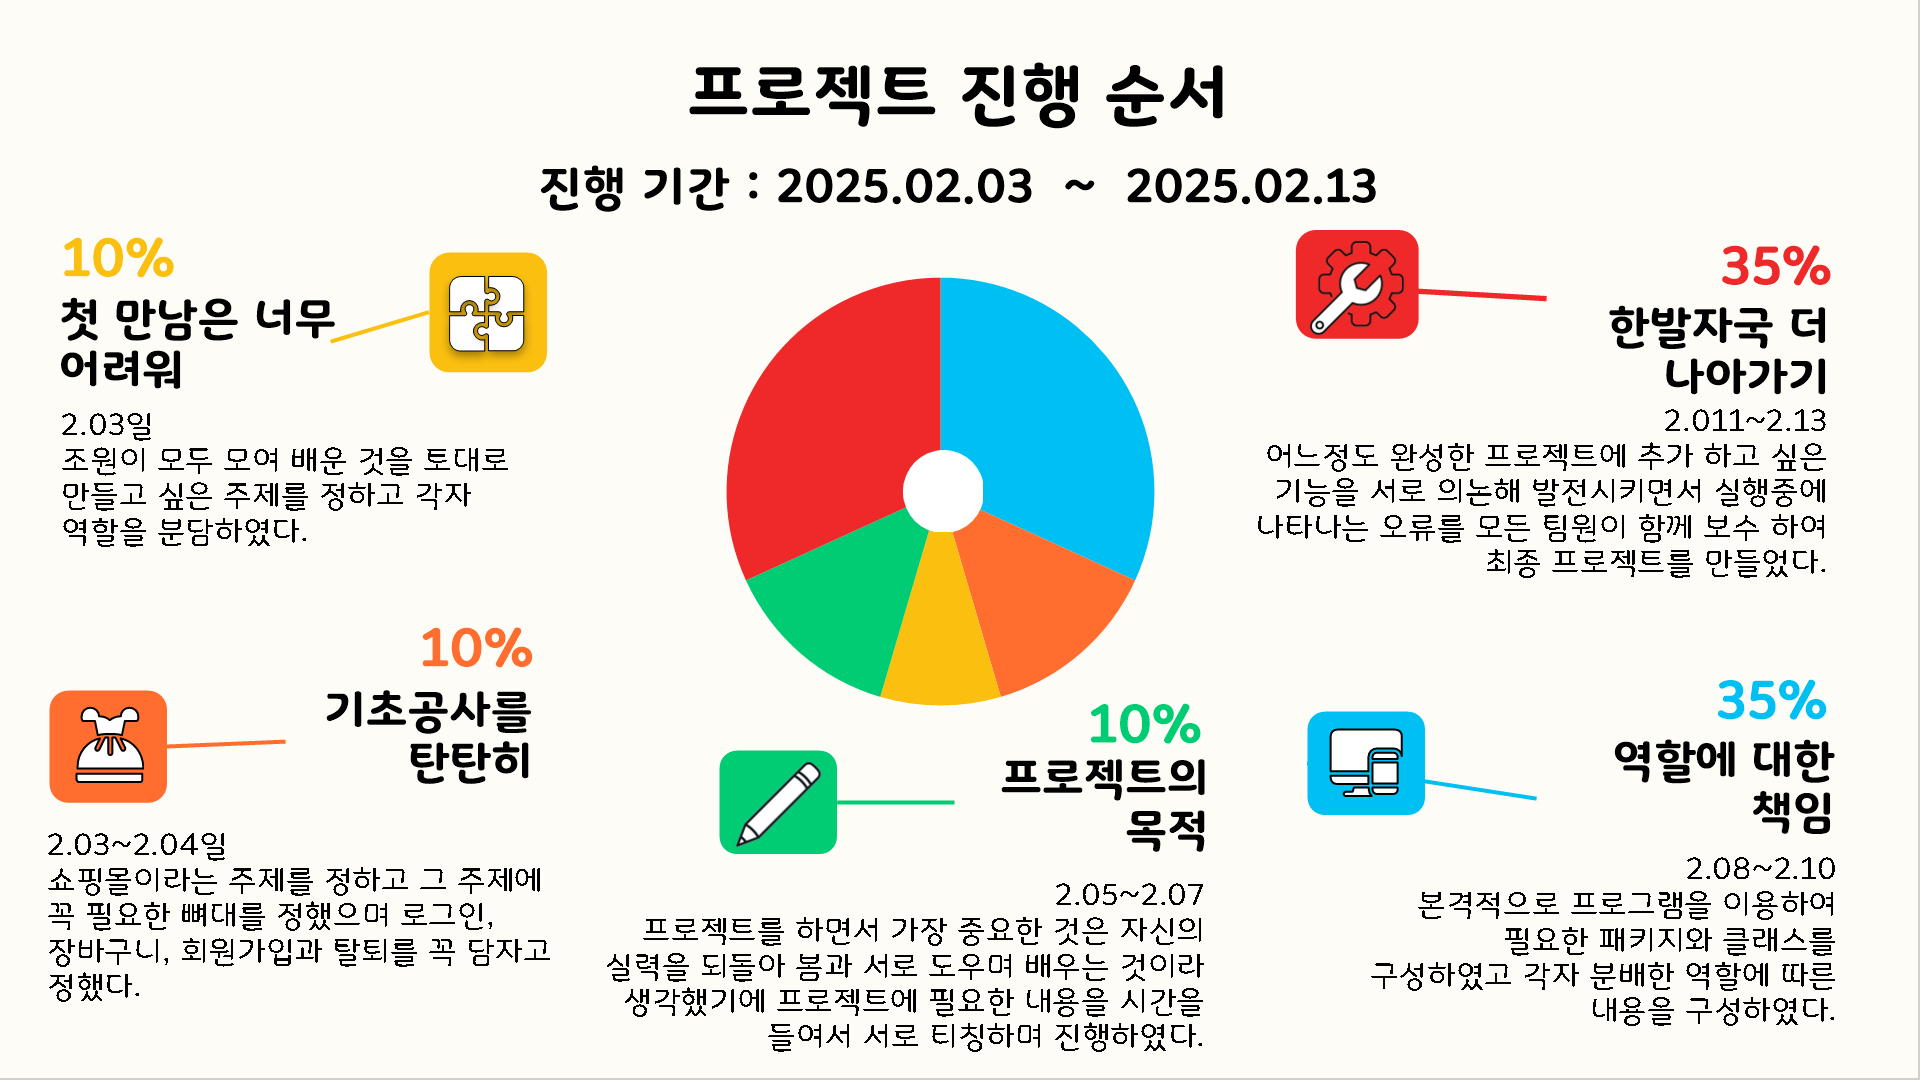 프로젝트 진행 순서
진행 기간 : 2025.02.03 ~ 2025.02.13
10%
첫 만남은 너무
어려워
2.03일
조원이 모두 모여 배운 것을 토대로
만들고 싶은 주제를 정하고 각자
역할을 분담하였다.
35%
한발자국 더
나아가기
2.011~2.13
어느정도 완성한 프로젝트에 추가 하고 싶은
기능을 서로 의논해 발전시키면서 실행중에
나타나는 오류를 모든 팀원이 함께 보수 하여
최종 프로젝트를 만들었다.
10%
기초공사를
탄탄히
2.03~2.04일
쇼핑몰이라는 주제를 정하고 그 주제에
꼭 필요한 뼈대를 정했으며 로그인,
장바구니, 회원가입과 탈퇴를 꼭 담자고
정했다.
10%
프로젝트의
목적
2.05~2.07
프로젝트를 하면서 가장 중요한 것은 자신의
실력을 되돌아 봄과 서로 도우며 배우는 것이라
생각했기에 프로젝트에 필요한 내용을 시간을
들여서 서로 티칭하며 진행하였다.
35%
역할에 대한
책임
2.08~2.10
본격적으로 프로그램을 이용하여
필요한 패키지와 클래스를
구성하였고 각자 분배한 역할에 따른
내용을 구성하였다.